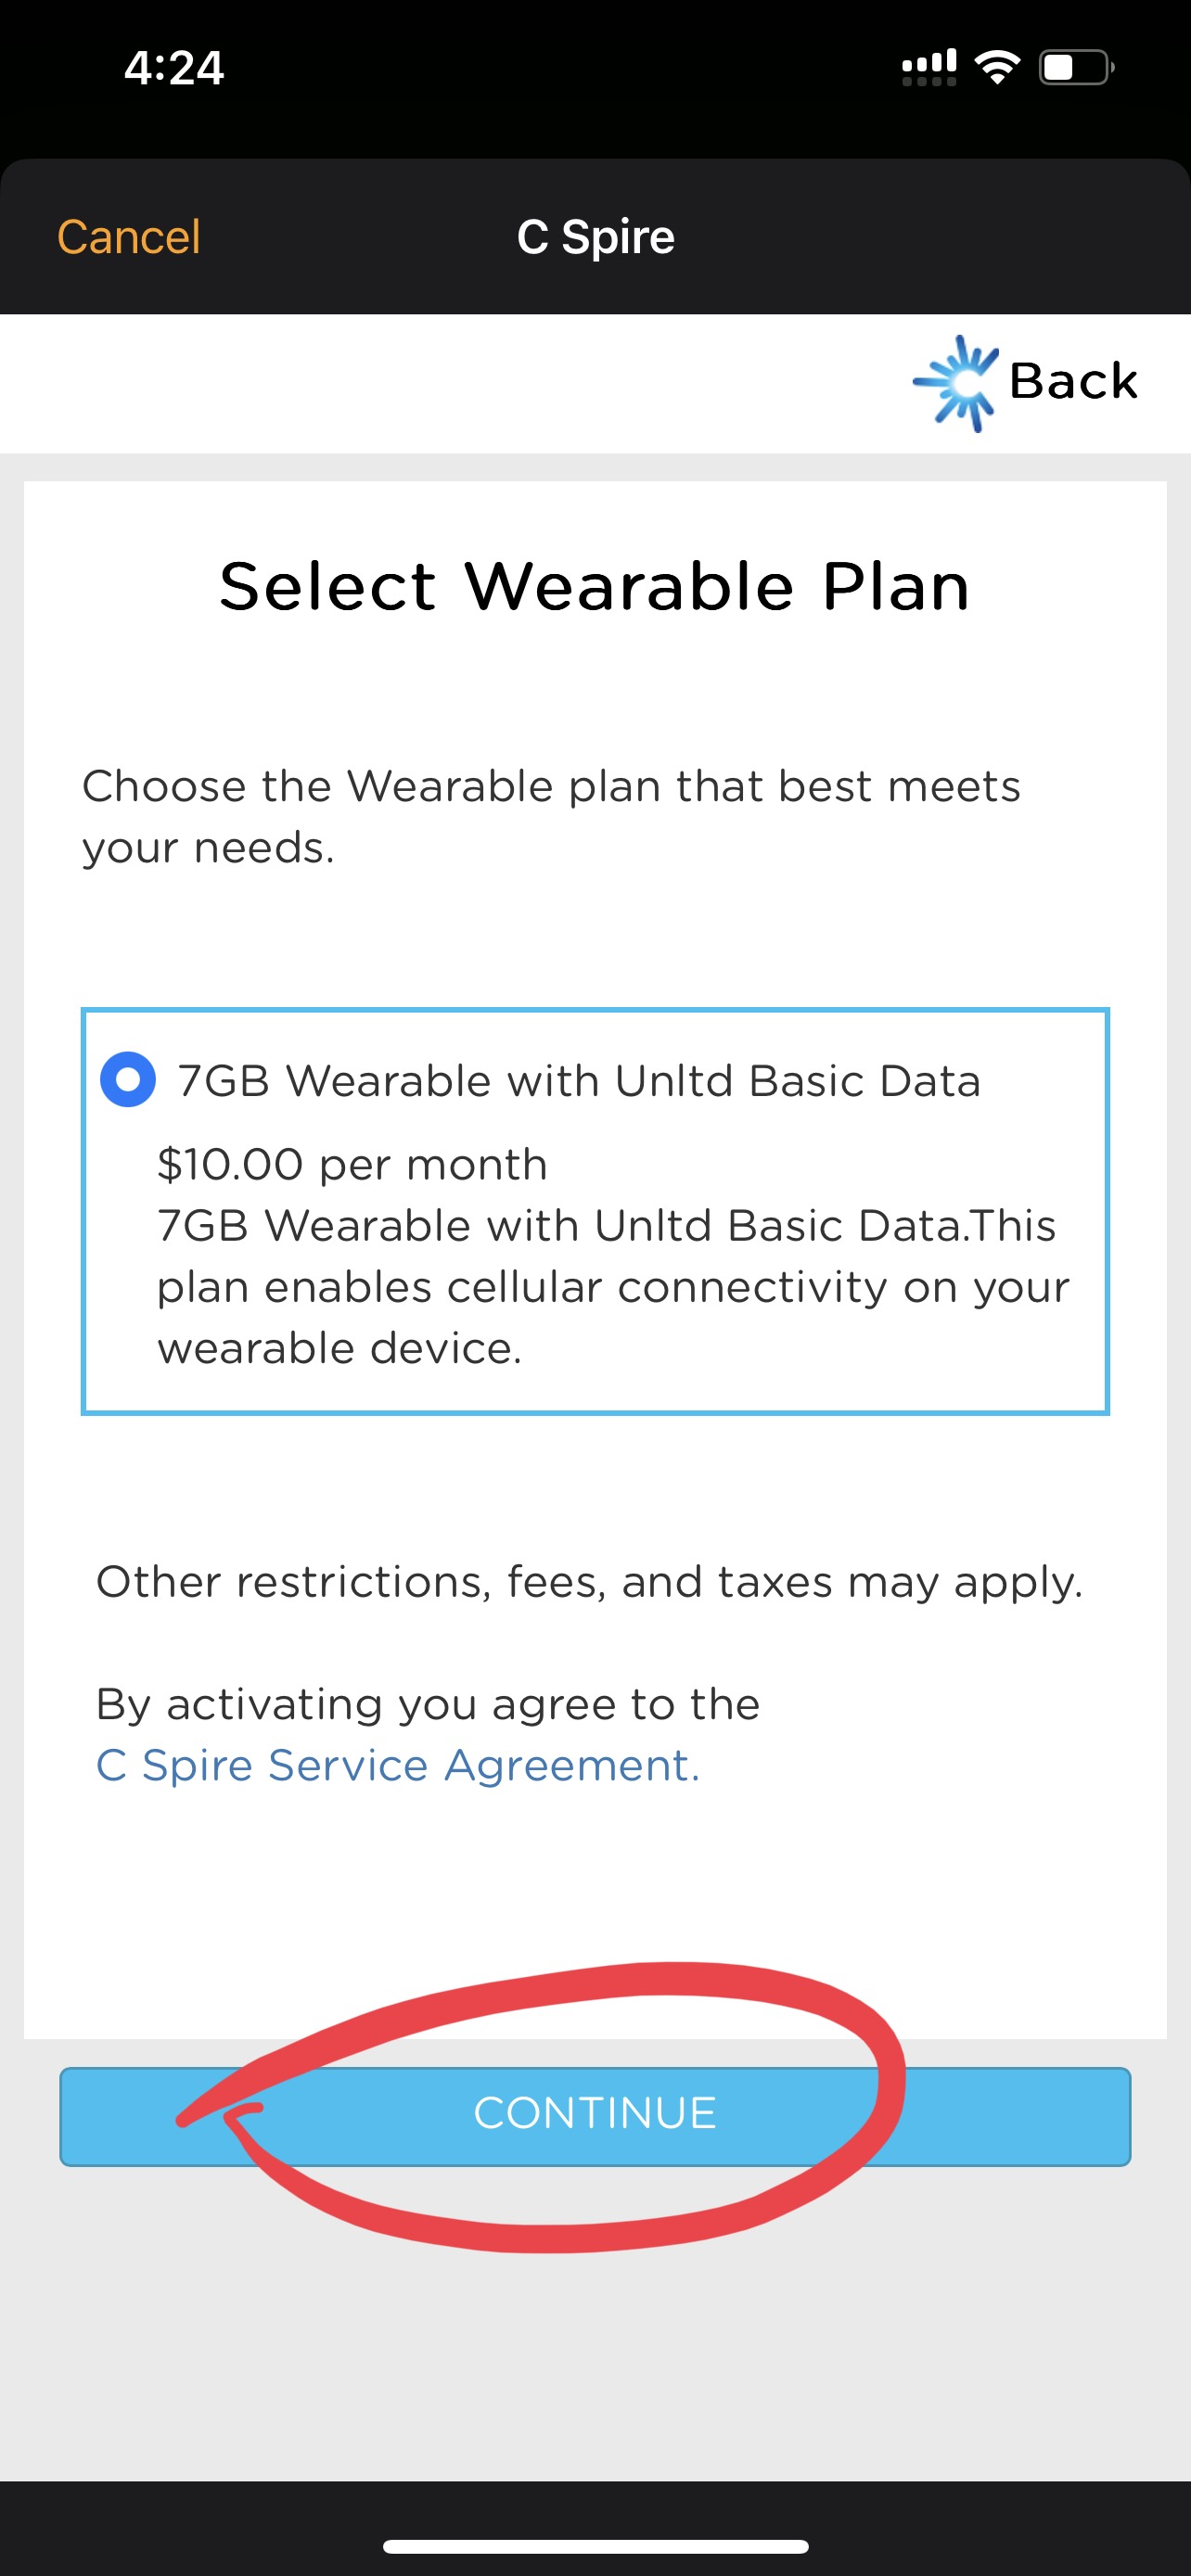 4:24
Cancel
C Spire
Back
Select Wearable Plan
Choose the Wearable plan that best meets
your needs.
7GB Wearable with Unltd Basic Data
$10.00 per month
7GB Wearable with Unltd Basic Data.This
plan enables cellular connectivity on your
wearable device.
Other restrictions, fees, and taxes may apply.
By activating you agree to the
C Spire Service Agreement.
CONTINUE